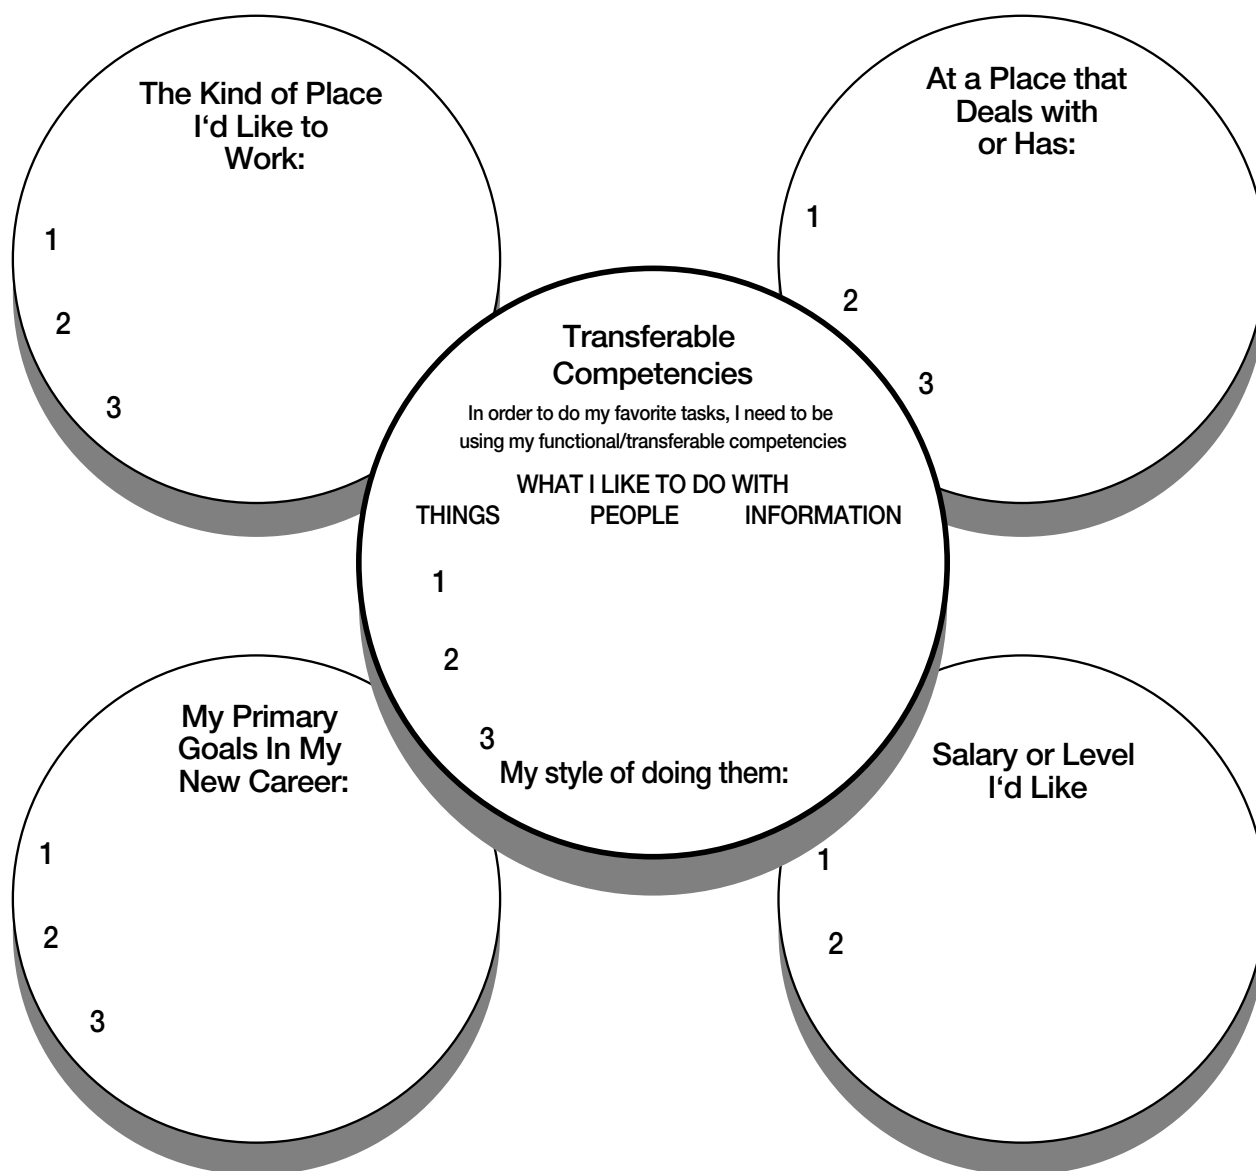 The Kind of Place
I‘d Like to
Work:
1
2
3
At a Place that
Deals with
or Has:
1
2
3
Transferable
Competencies
In order to do my favorite tasks, I need to be
using my functional/transferable competencies
WHAT I LIKE TO DO WITH
THINGS PEOPLE INFORMATION
1
2
3
My style of doing them:
My Primary
Goals In My
New Career:
1
2
3
Salary or Level
I‘d Like
1
2